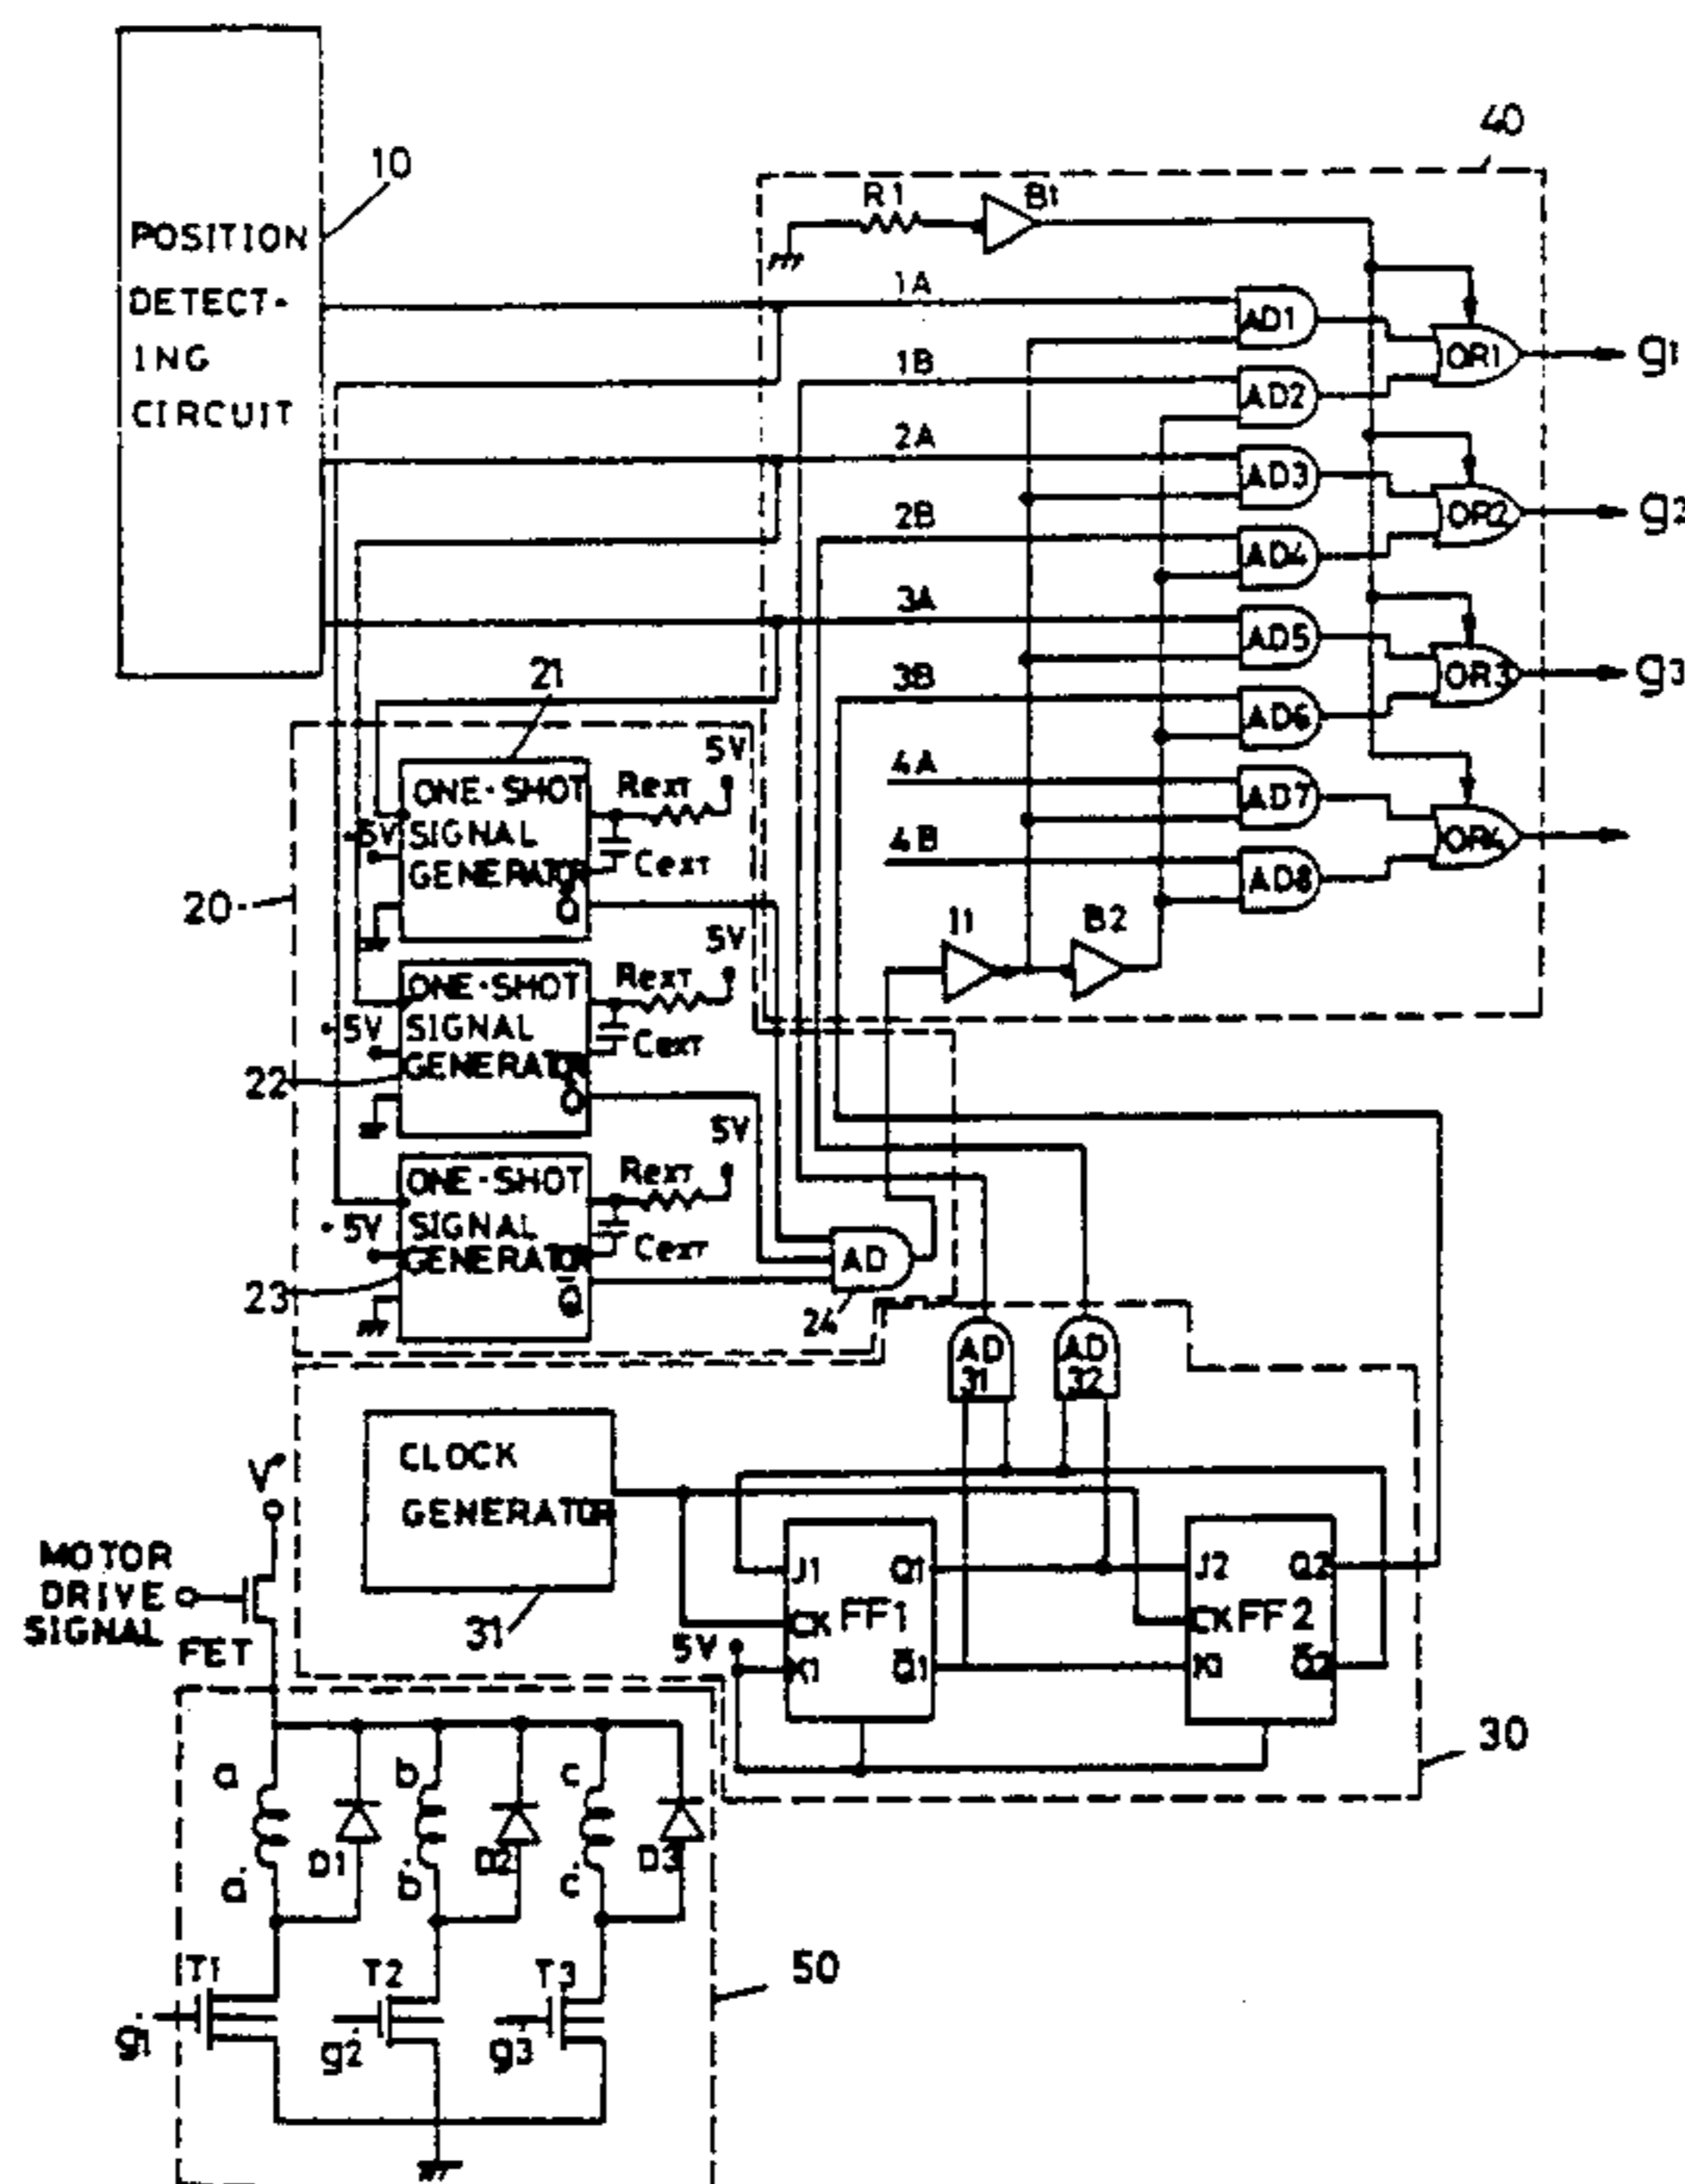 40
10
R1
B1
POSITION
DETECT-
ING
CIRCUIT
1A
AD1
OR1
g1
1B
AD2
2A
AD3
OR2
g2
2B
AD4
3A
AD5
OR3
g3
3B
AD6
4A
AD7
OR4
4B
AD8
I1
B2
21
5V
ONE-SHOT
SIGNAL
GENERATOR
REXT
CEXT
5V
Q
20
5V
ONE-SHOT
SIGNAL
GENERATOR
REXT
CEXT
5V
Q
22
5V
ONE-SHOT
SIGNAL
GENERATOR
REXT
CEXT
5V
Q̄
23
AD
24
AD
31
AD
32
CLOCK
GENERATOR
31
V+
MOTOR
DRIVE
SIGNAL
FET
5V
J1
Q1
CK
FF1
K1
Q̄1
J2
Q2
CK
FF2
Q̄2
30
a
b
c
D1
D2
D3
a'
b'
c'
T1
T2
T3
50
g1'
g2'
g3'